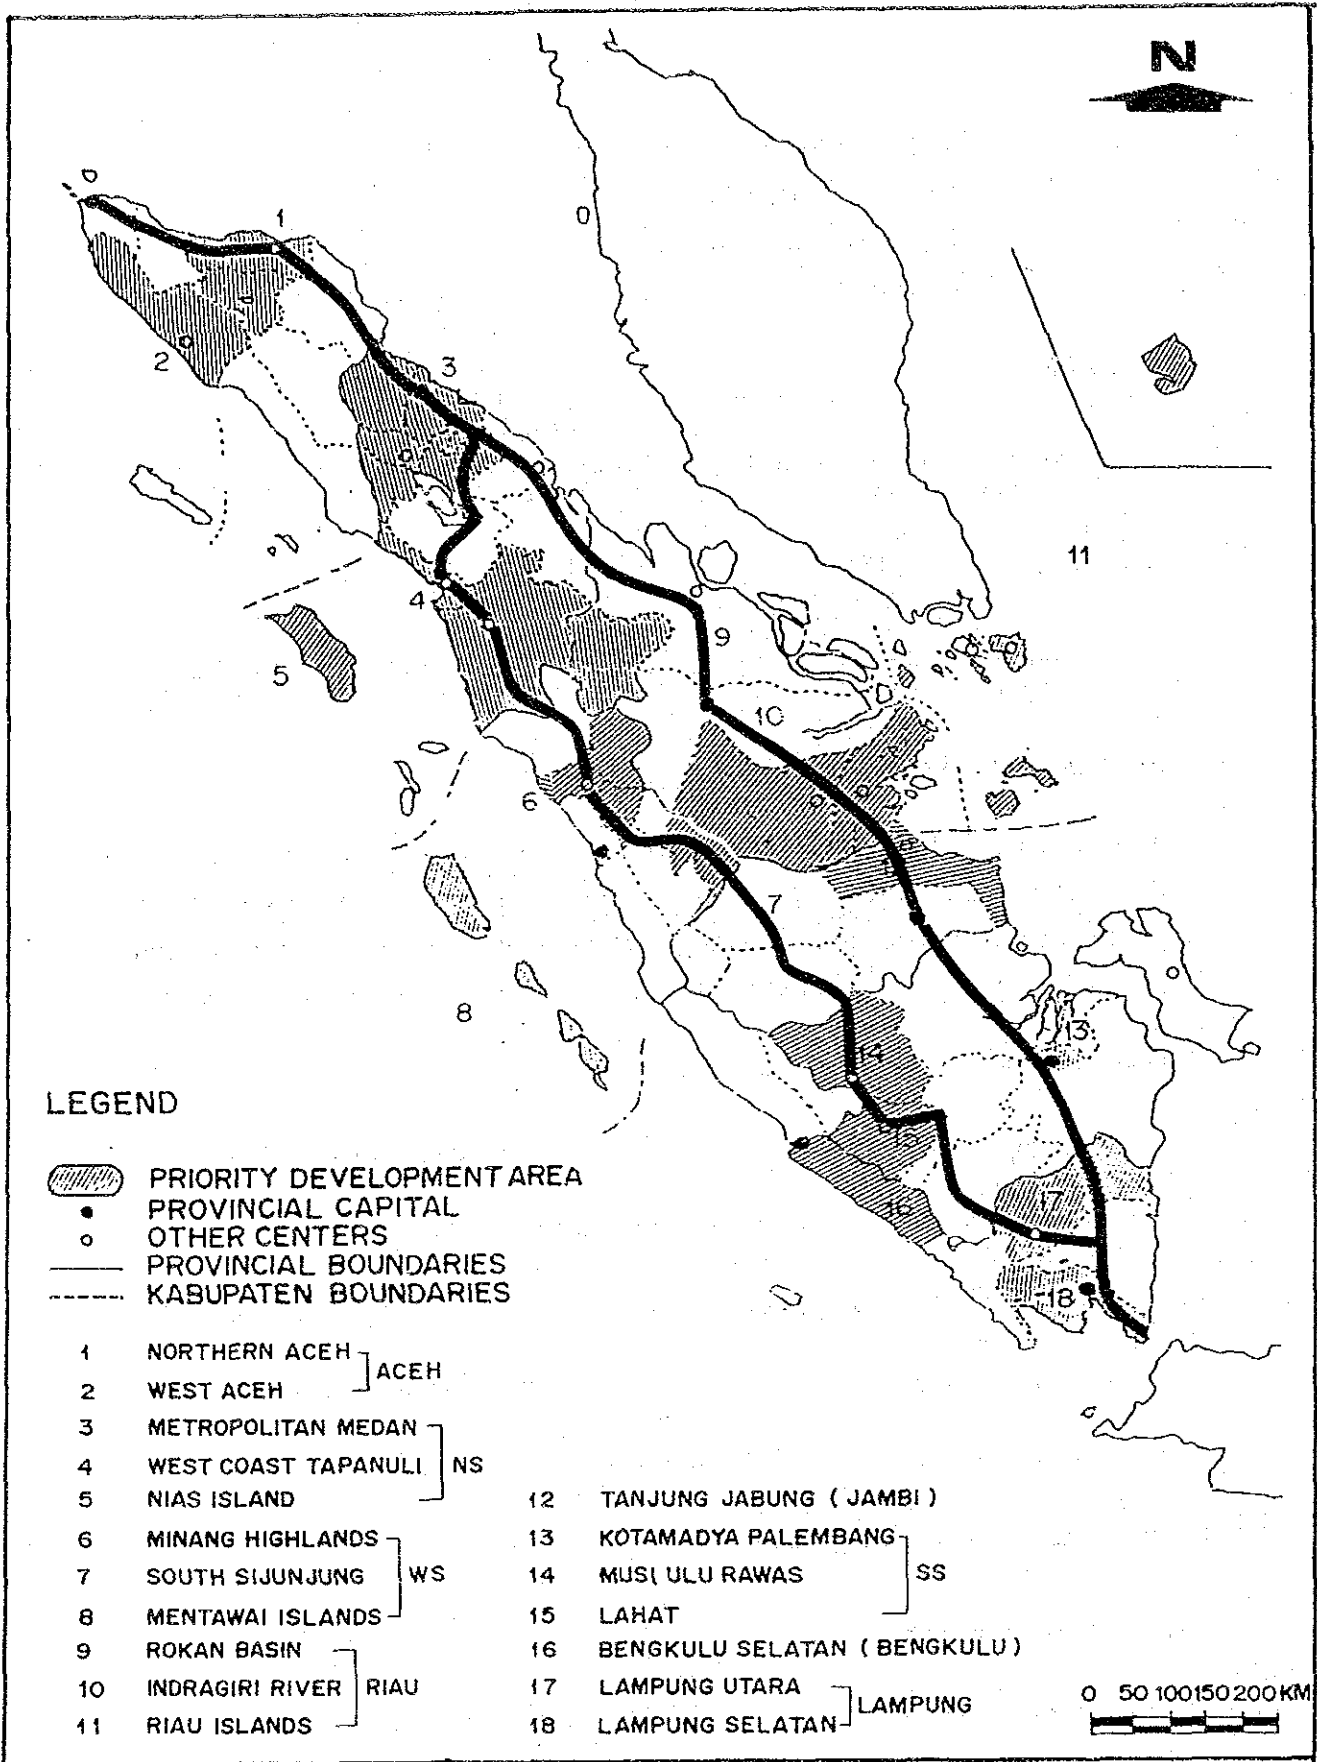 N
1
2
3
4
5
6
7
8
9
10
11
12
13
14
15
16
17
18
LEGEND
PRIORITY DEVELOPMENT AREA
PROVINCIAL CAPITAL
OTHER CENTERS
PROVINCIAL BOUNDARIES
KABUPATEN BOUNDARIES
1 NORTHERN ACEH
ACEH
2 WEST ACEH
3 METROPOLITAN MEDAN
4 WEST COAST TAPANULI NS
5 NIAS ISLAND
6 MINANG HIGHLANDS
7 SOUTH SIJUNJUNG WS
8 MENTAWAI ISLANDS
9 ROKAN BASIN
10 INDRAGIRI RIVER RIAU
11 RIAU ISLANDS
12 TANJUNG JABUNG ( JAMBI )
13 KOTAMADYA PALEMBANG
14 MUSI ULU RAWAS SS
15 LAHAT
16 BENGKULU SELATAN ( BENGKULU )
17 LAMPUNG UTARA
LAMPUNG
18 LAMPUNG SELATAN
0 50 100 150 200 KM